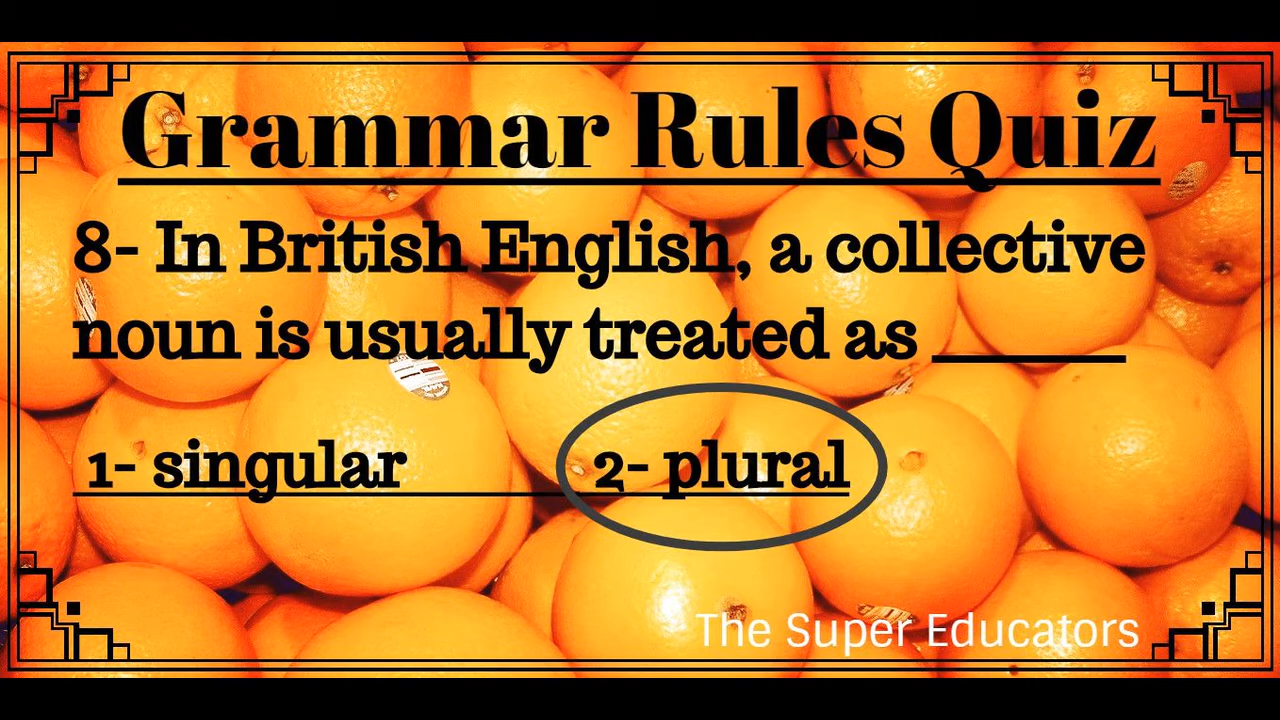 Grammar Rules Quiz
8- In British English, a collective
noun is usually treated as ______
1- singular 2- plural
The Super Educators